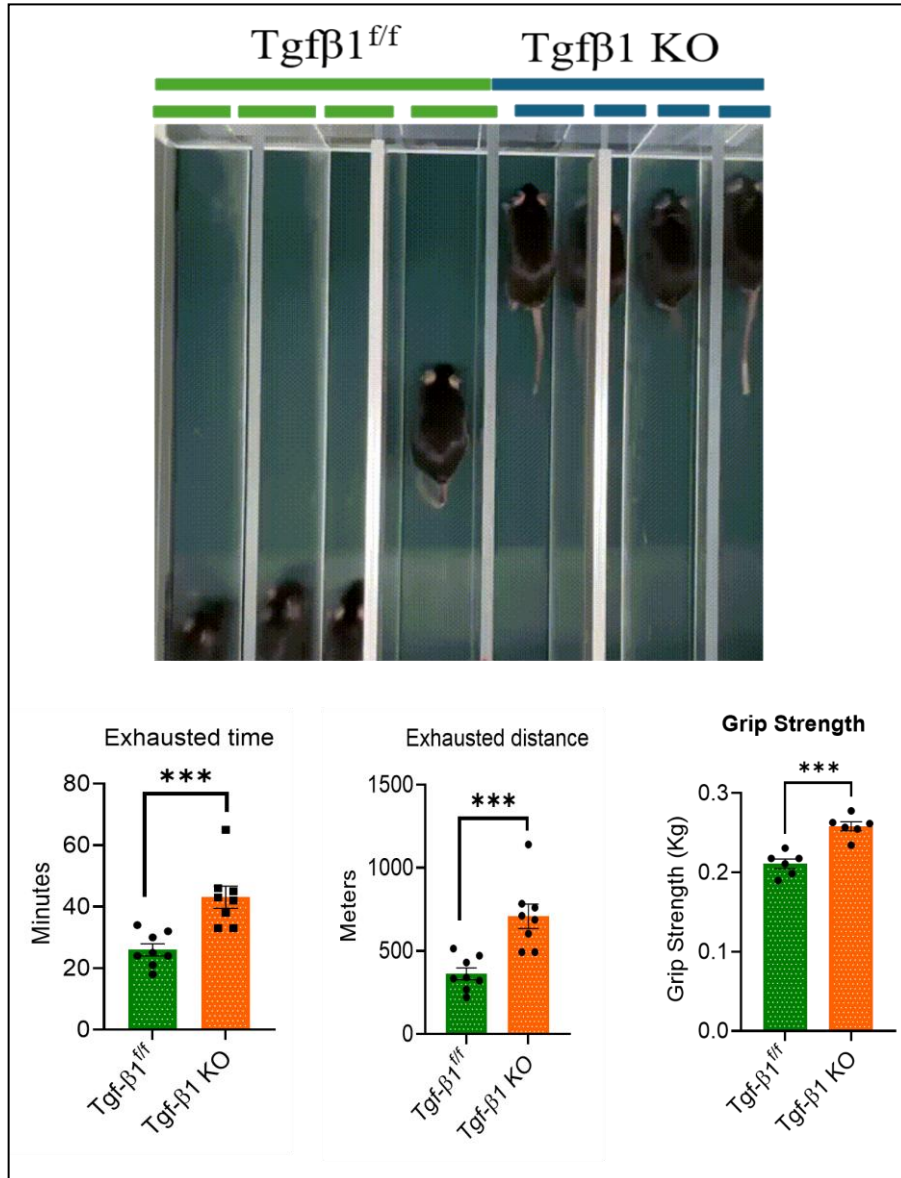 Tgfβ1f/f
Tgfβ1 KO
Exhausted time
***
Minutes
80
60
40
20
0
Tgf-β1f/f
Tgf-β1 KO
Exhausted distance
***
Meters
1500
1000
500
0
Tgf-β1f/f
Tgf-β1 KO
Grip Strength
***
Grip Strength (Kg)
0.3
0.2
0.1
0.0
Tgf-β1f/f
Tgf-β1 KO